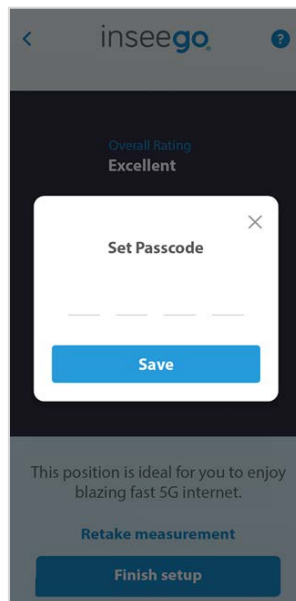 inseego
?
Overall Rating
Excellent
Set Passcode
Save
This position is ideal for you to enjoy
blazing fast 5G internet.
Retake measurement
Finish setup